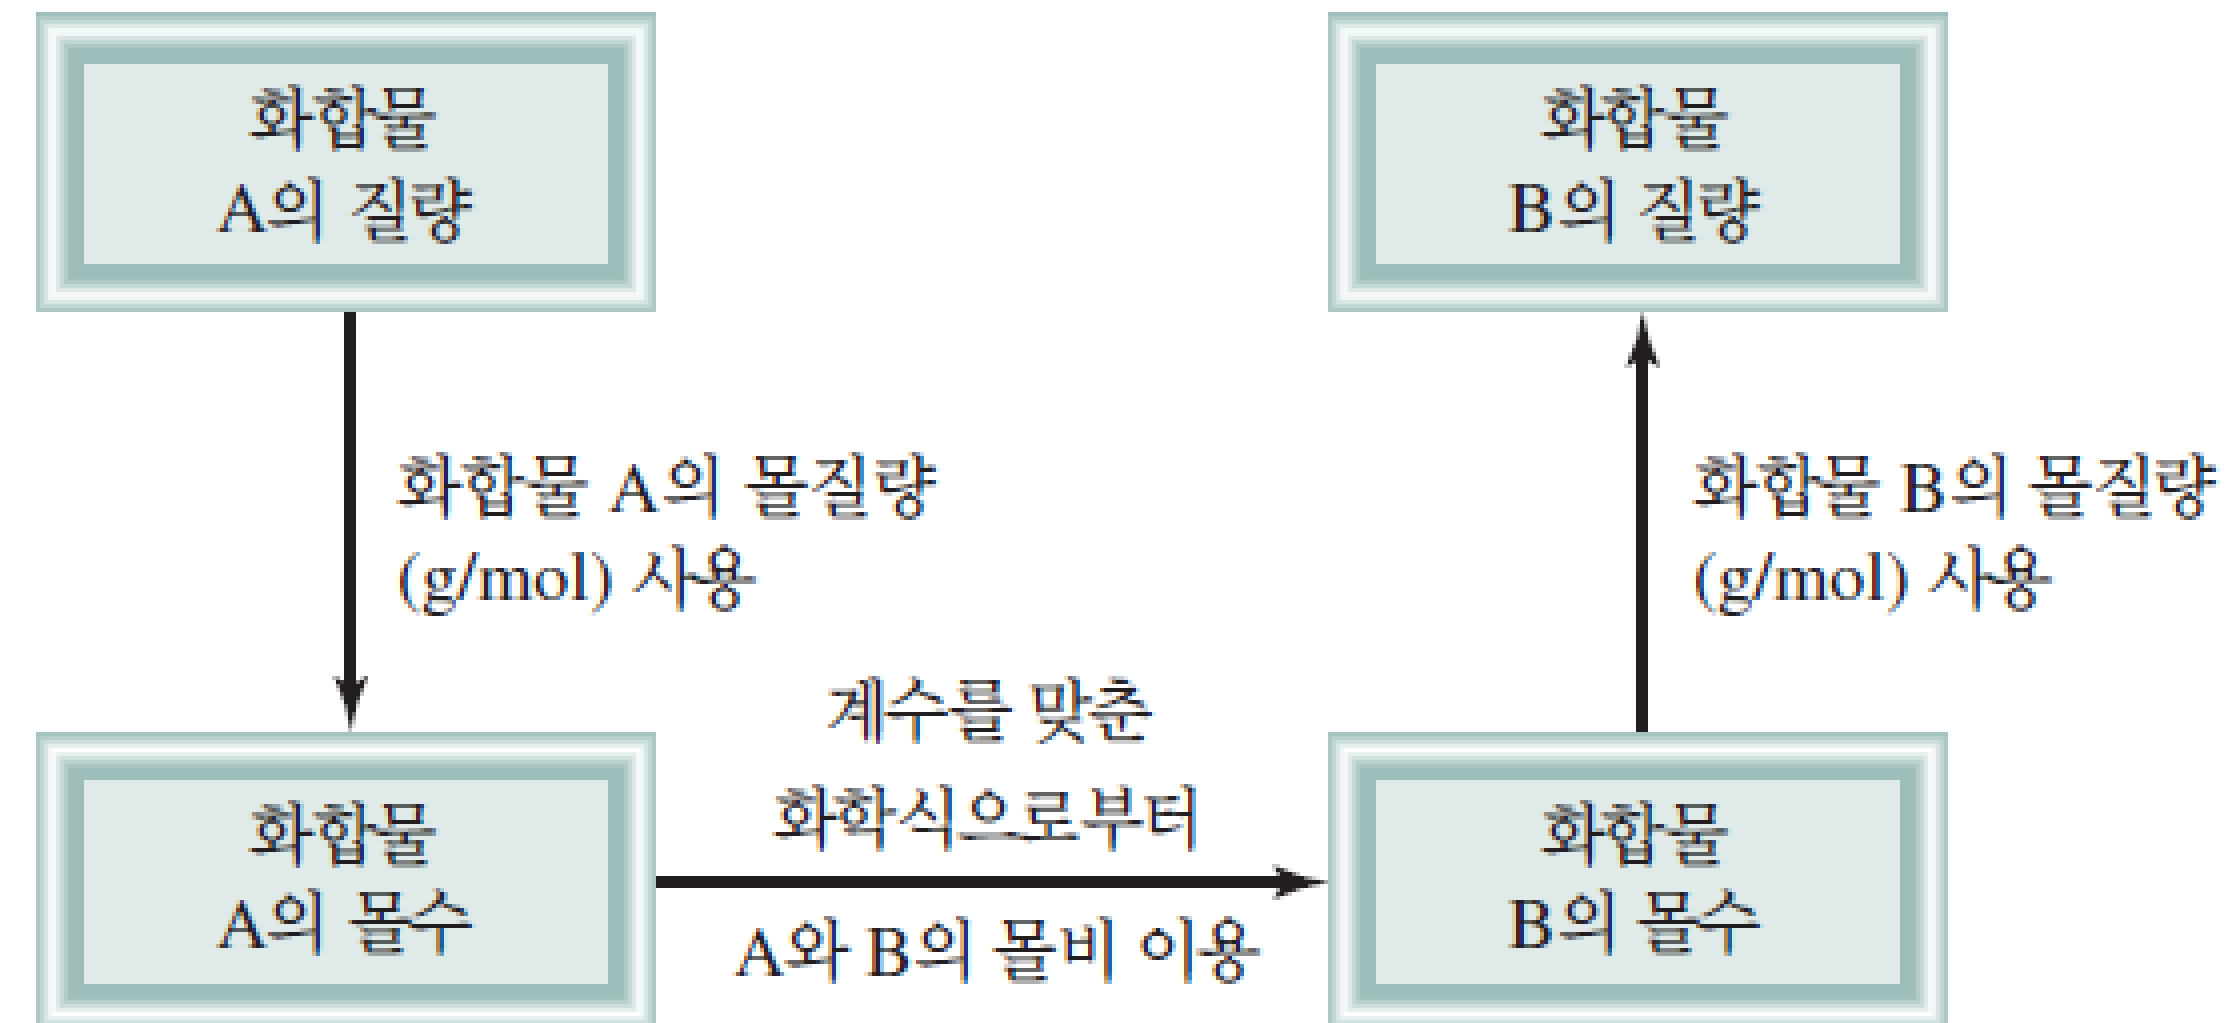 화합물
A의 질량
화합물
B의 질량
화합물 A의 몰질량
(g/mol) 사용
화합물 B의 몰질량
(g/mol) 사용
계수를 맞춘
화학식으로부터
A와 B의 몰비 이용
화합물
A의 몰수
화합물
B의 몰수